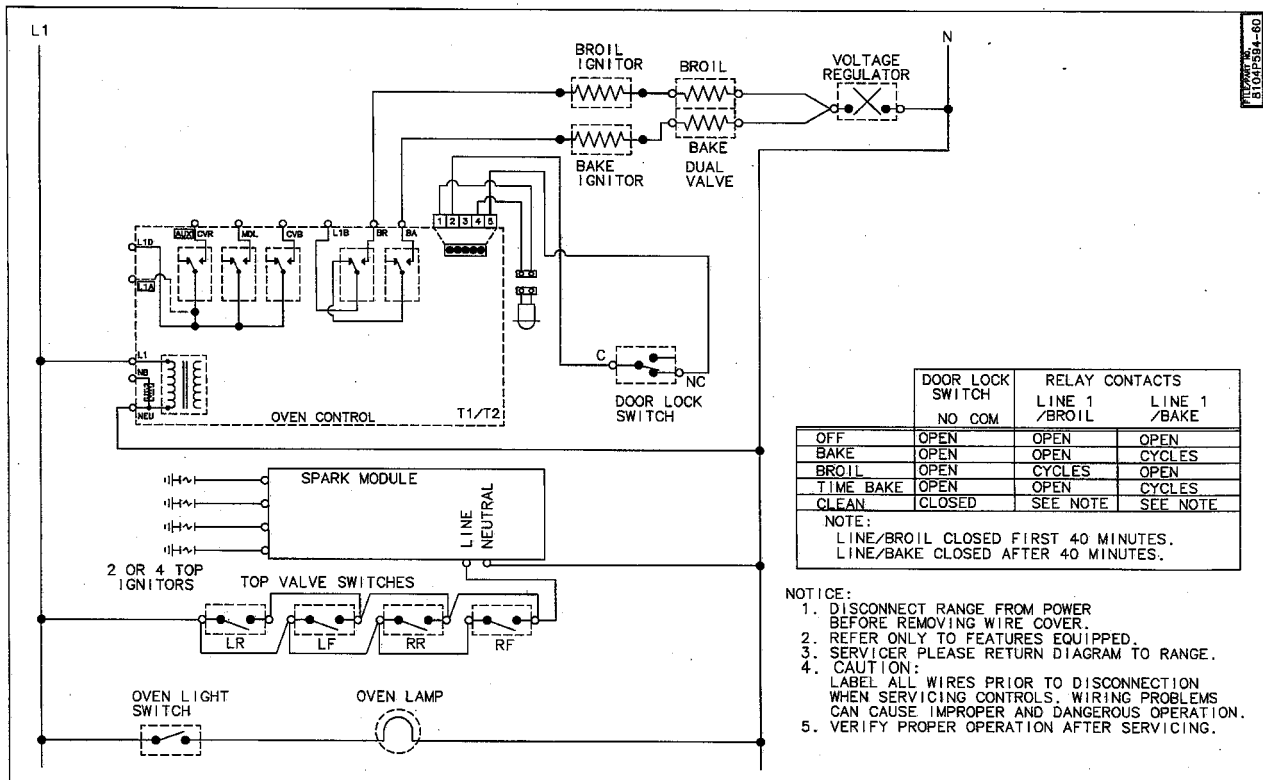 L1
N
FILE/PART NO.
8104P594-60
BROIL
IGNITOR
BROIL
VOLTAGE
REGULATOR
BAKE
IGNITOR
BAKE
DUAL
VALVE
1 2 3 4 5
L1D
AUX CVR
MDL
CVB
L1B
BR
BA
L1A
L1
NB
NEU
OVEN CONTROL
T1/T2
C
NC
DOOR LOCK
SWITCH
DOOR LOCK
SWITCH
NO COM
RELAY CONTACTS
LINE 1
/BROIL
LINE 1
/BAKE
OFF OPEN OPEN OPEN
BAKE OPEN OPEN CYCLES
BROIL OPEN CYCLES OPEN
TIME BAKE OPEN OPEN CYCLES
CLEAN CLOSED SEE NOTE SEE NOTE
NOTE:
LINE/BROIL CLOSED FIRST 40 MINUTES.
LINE/BAKE CLOSED AFTER 40 MINUTES.
SPARK MODULE
LINE
NEUTRAL
2 OR 4 TOP
IGNITORS
TOP VALVE SWITCHES
LR
LF
RR
RF
OVEN LIGHT
SWITCH
OVEN LAMP
NOTICE:
1. DISCONNECT RANGE FROM POWER
BEFORE REMOVING WIRE COVER.
2. REFER ONLY TO FEATURES EQUIPPED.
3. SERVICER PLEASE RETURN DIAGRAM TO RANGE.
4. CAUTION:
LABEL ALL WIRES PRIOR TO DISCONNECTION
WHEN SERVICING CONTROLS. WIRING PROBLEMS
CAN CAUSE IMPROPER AND DANGEROUS OPERATION.
5. VERIFY PROPER OPERATION AFTER SERVICING.